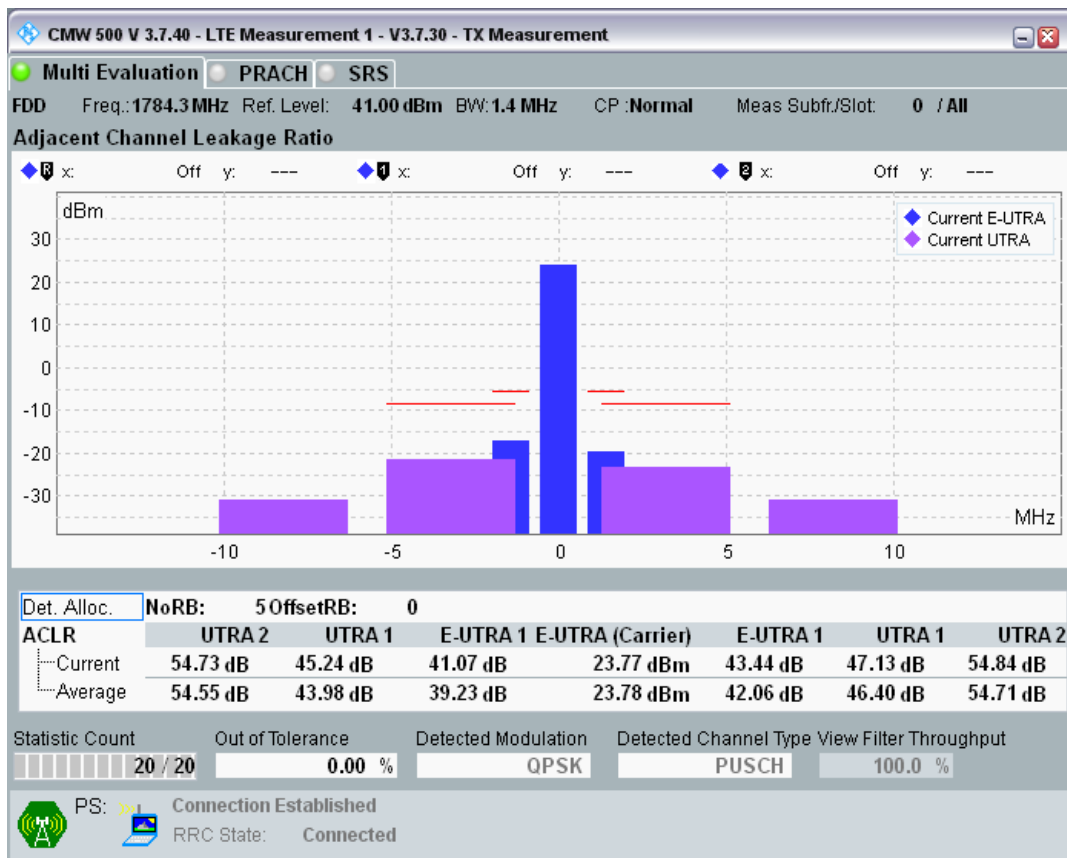 CMW 500 V 3.7.40 - LTE Measurement 1 - V3.7.30 - TX Measurement
Multi Evaluation PRACH SRS
FDD Freq.: 1784.3 MHz Ref. Level: 41.00 dBm BW: 1.4 MHz CP :Normal Meas Subfr./Slot: 0 / All
Adjacent Channel Leakage Ratio
R x: Off y: --- 1 x: Off y: --- 2 x: Off y: ---
dBm
Current E-UTRA
Current UTRA
30
20
10
0
-10
-20
-30
MHz
-10 -5 0 5 10
Det. Alloc. NoRB: 5 OffsetRB: 0
ACLR UTRA 2 UTRA 1 E-UTRA 1 E-UTRA (Carrier) E-UTRA 1 UTRA 1 UTRA 2
Current 54.73 dB 45.24 dB 41.07 dB 23.77 dBm 43.44 dB 47.13 dB 54.84 dB
Average 54.55 dB 43.98 dB 39.23 dB 23.78 dBm 42.06 dB 46.40 dB 54.71 dB
Statistic Count Out of Tolerance Detected Modulation Detected Channel Type View Filter Throughput
20 / 20 0.00 % QPSK PUSCH 100.0 %
PS: Connection Established
RRC State: Connected